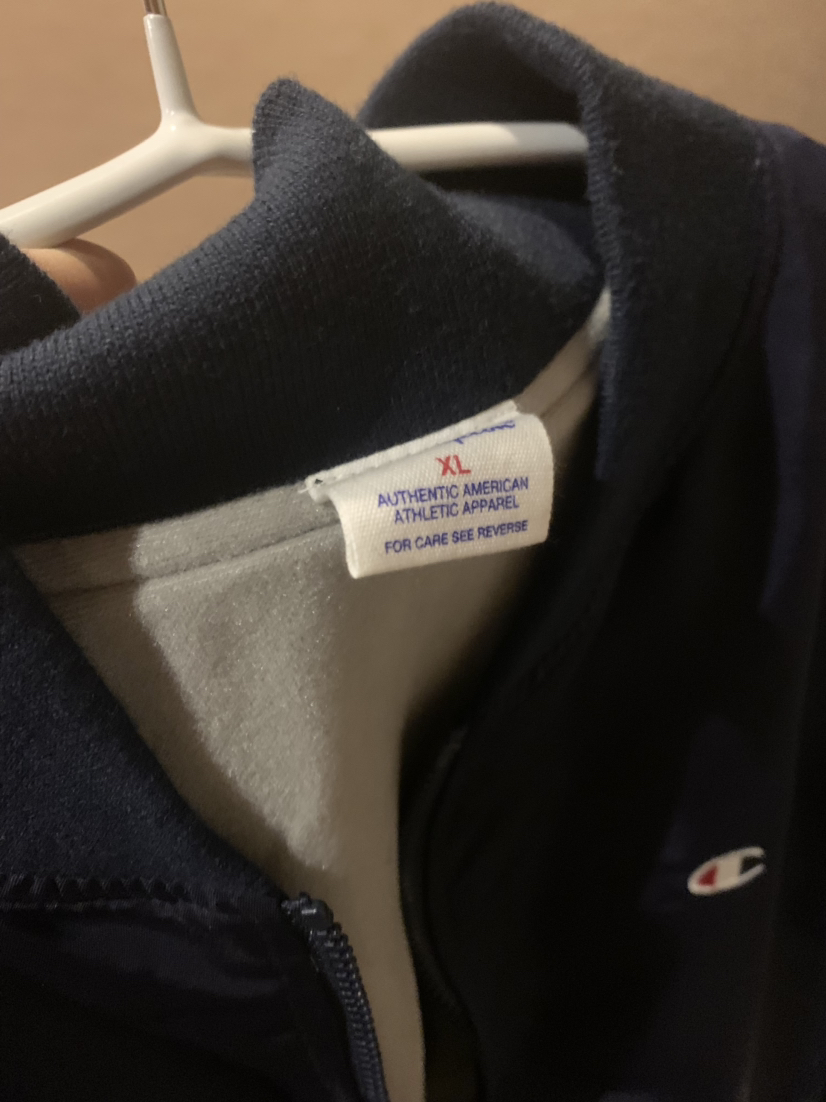 XL
AUTHENTIC AMERICAN
ATHLETIC APPAREL
FOR CARE SEE REVERSE